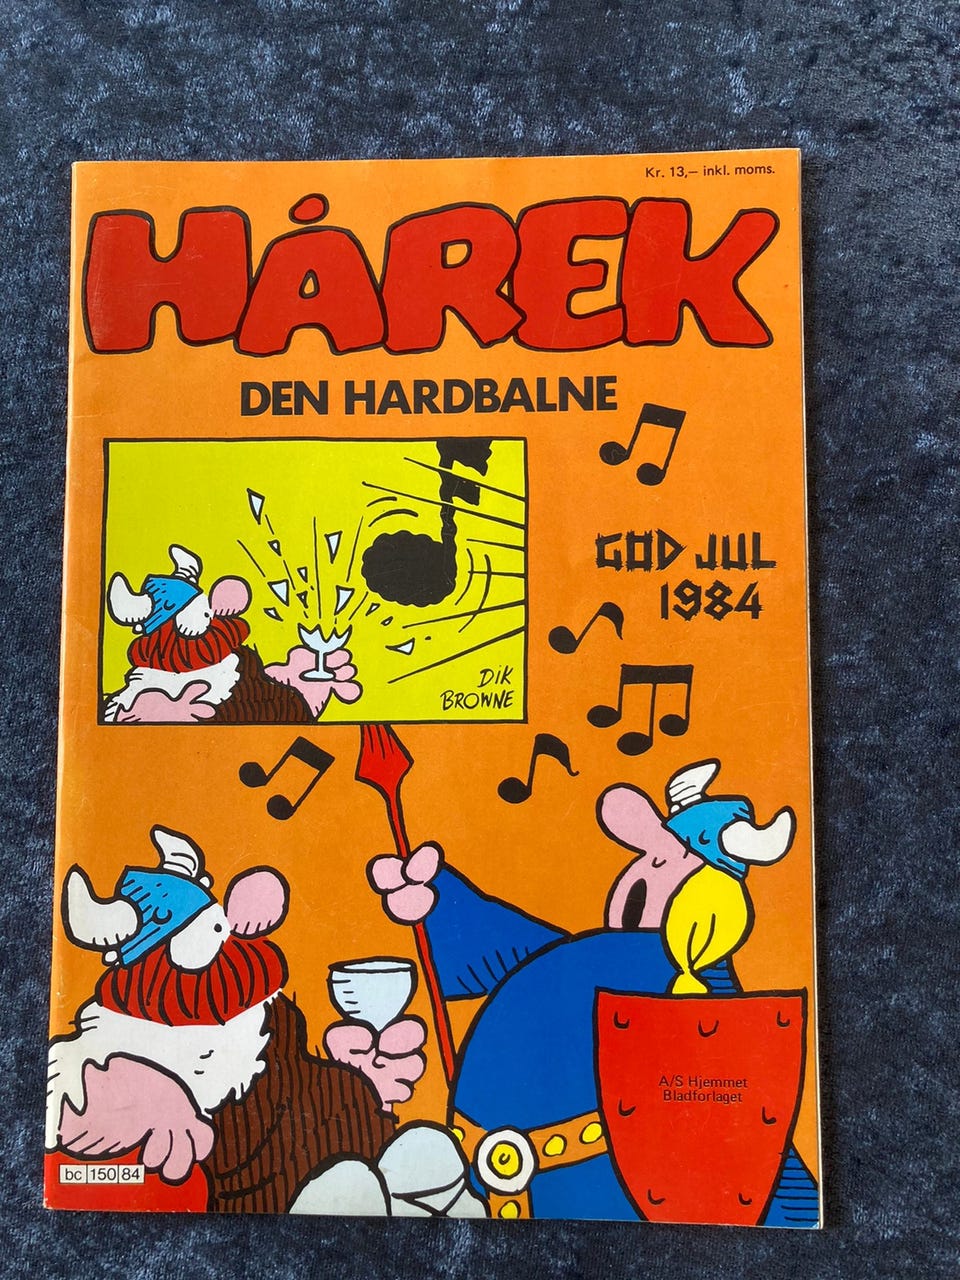 Kr. 13,– inkl. moms.
HÅREK
DEN HARDBALNE
GOD JUL
1984
DIK
BROWNE
A/S Hjemmet
Bladforlaget
bc 150 84